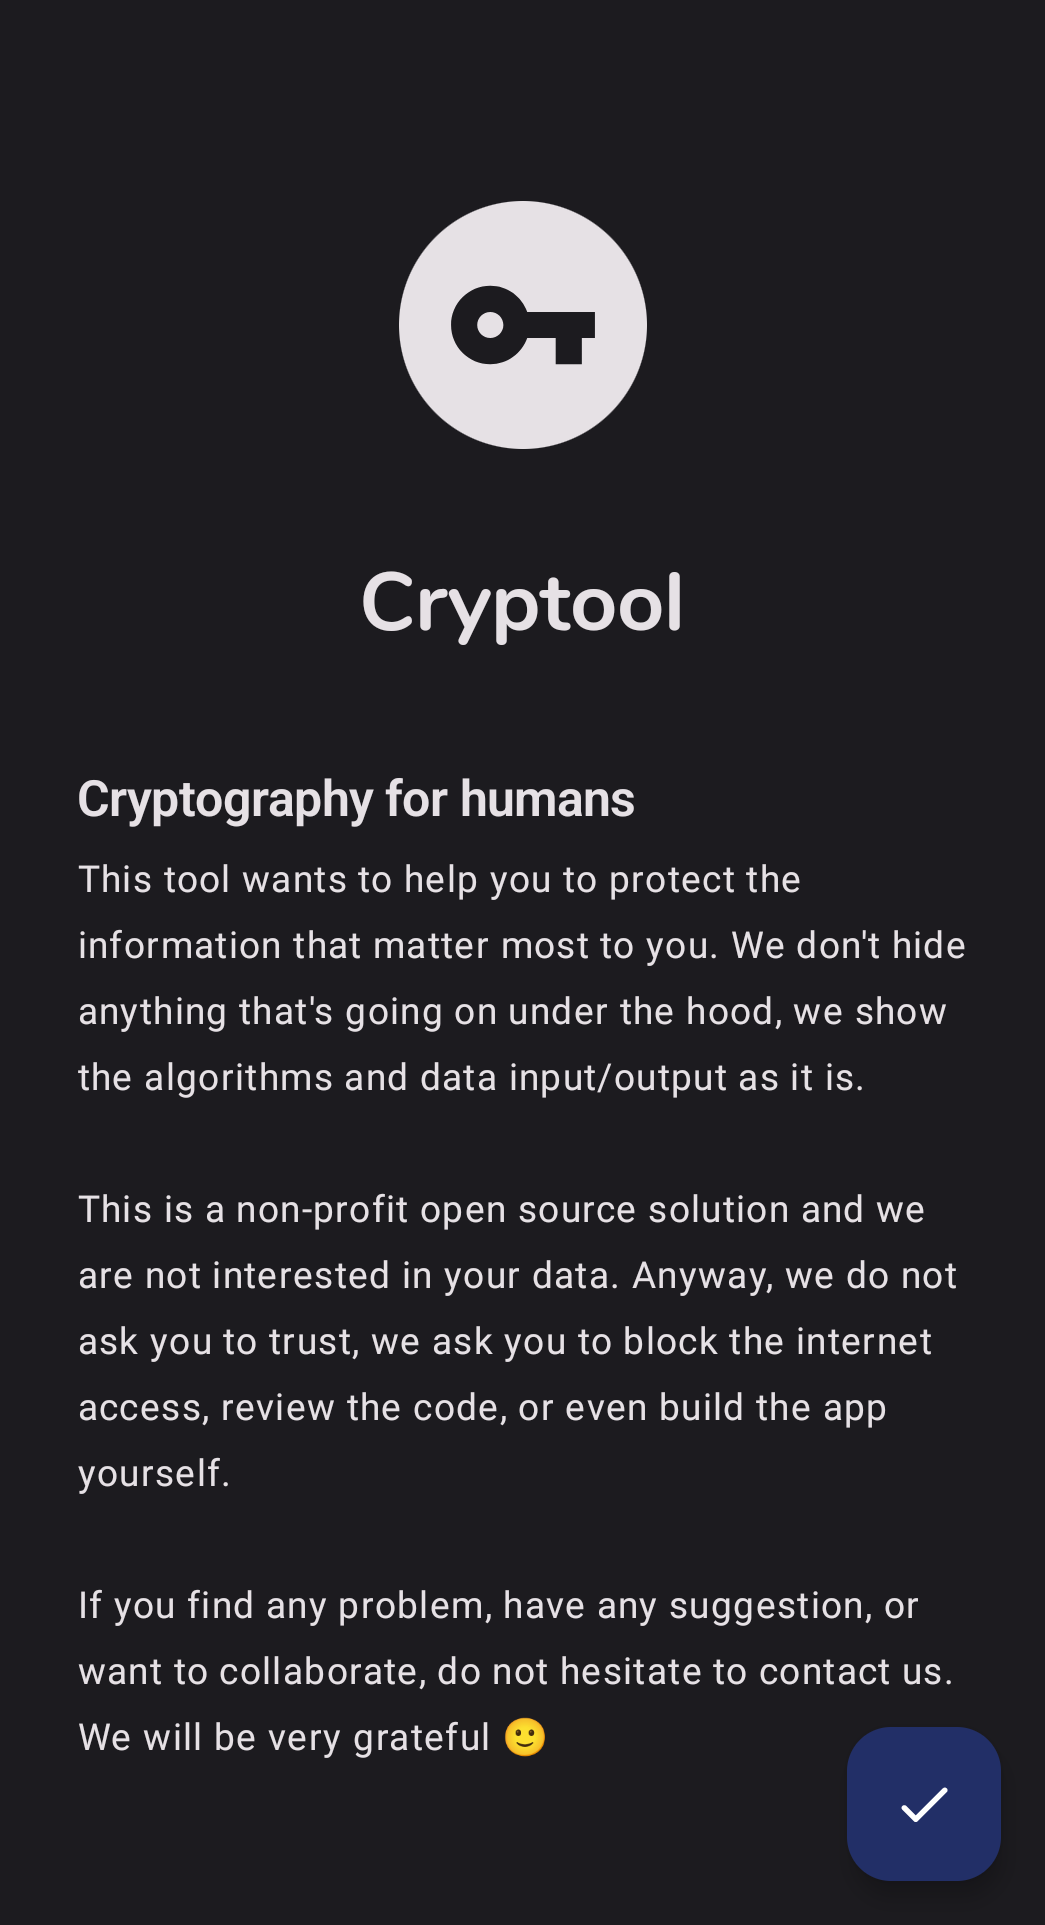 Cryptool
Cryptography for humans
This tool wants to help you to protect the
information that matter most to you. We don't hide
anything that's going on under the hood, we show
the algorithms and data input/output as it is.
This is a non-profit open source solution and we
are not interested in your data. Anyway, we do not
ask you to trust, we ask you to block the internet
access, review the code, or even build the app
yourself.
If you find any problem, have any suggestion, or
want to collaborate, do not hesitate to contact us.
We will be very grateful 🙂